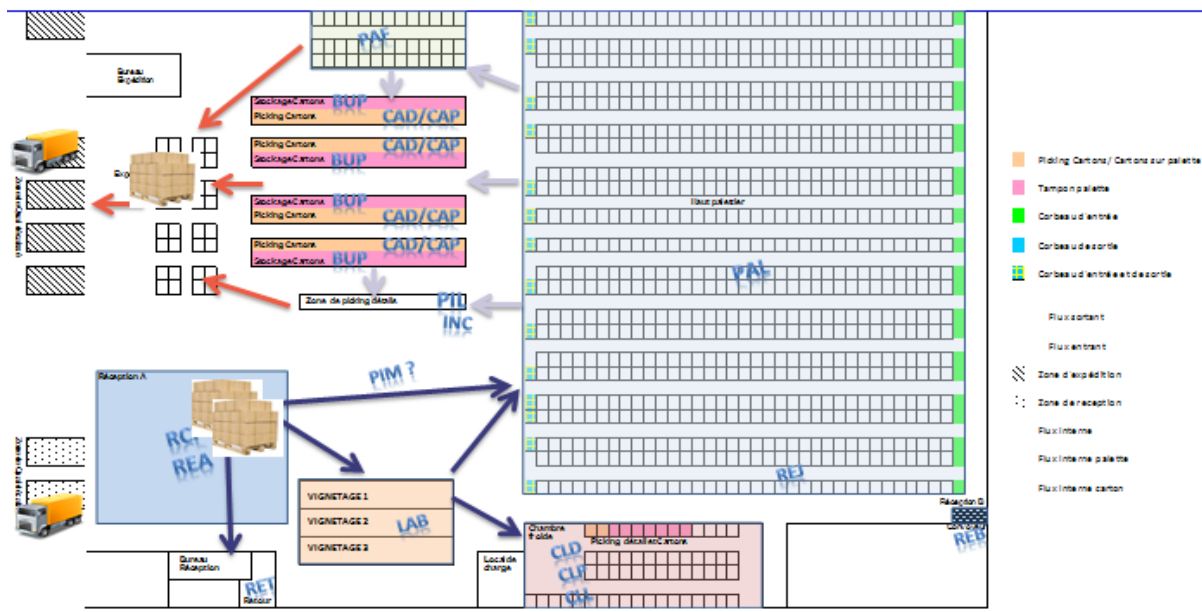 PAF
Bureau
Expédition
Stockage Cartons BUP
Picking Cartons CAD/CAP
Picking Cartons CAD/CAP
Stockage Cartons BUP
Stockage Cartons BUP
Picking Cartons CAD/CAP
Picking Cartons CAD/CAP
Stockage Cartons BUP
Zone de picking détails PIL
INC
Haut palettier
PAL
REJ
Réception A
PIM ?
REA
VIGNETAGE 1
VIGNETAGE 2
VIGNETAGE 3
LAB
Bureau
Réception
RET
Retour
Local de
charge
Chambre
froide
Picking détail et Cartons
CLD
CLP
CLL
Réception B
REB
Picking Cartons / Cartons sur palette
Tampon palette
Corbeau d'entrée
Corbeau de sortie
Corbeau d'entrée et de sortie
Flux sortant
Flux entrant
Zone d'expédition
Zone de reception
Flux interne
Flux interne palette
Flux interne carton